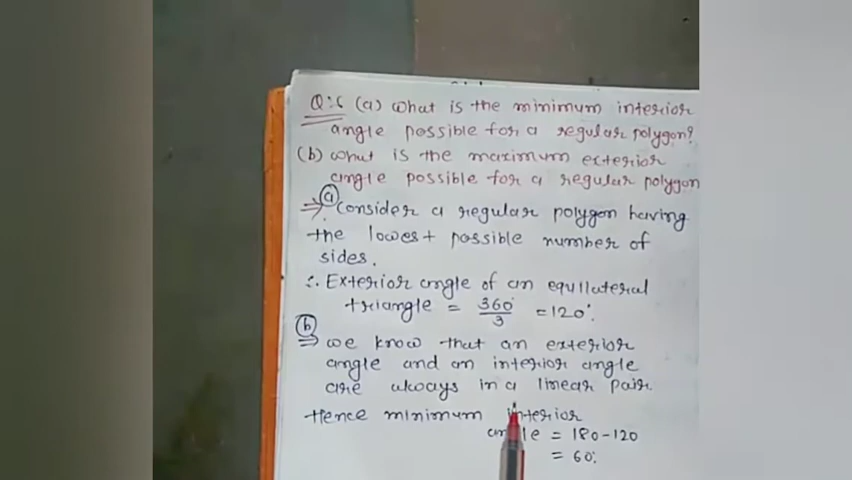 Q:6 (a) What is the minimum interior
angle possible for a regular polygon?
(b) What is the maximum exterior
angle possible for a regular polygon
(a)
⇒ Consider a regular polygon having
the lowest possible number of
sides.
∴ Exterior angle of an equilateral
triangle = 360°/3 = 120°.
(b)
⇒ We know that an exterior
angle and an interior angle
are always in a linear pair.
Hence minimum interior
angle = 180-120
= 60°.